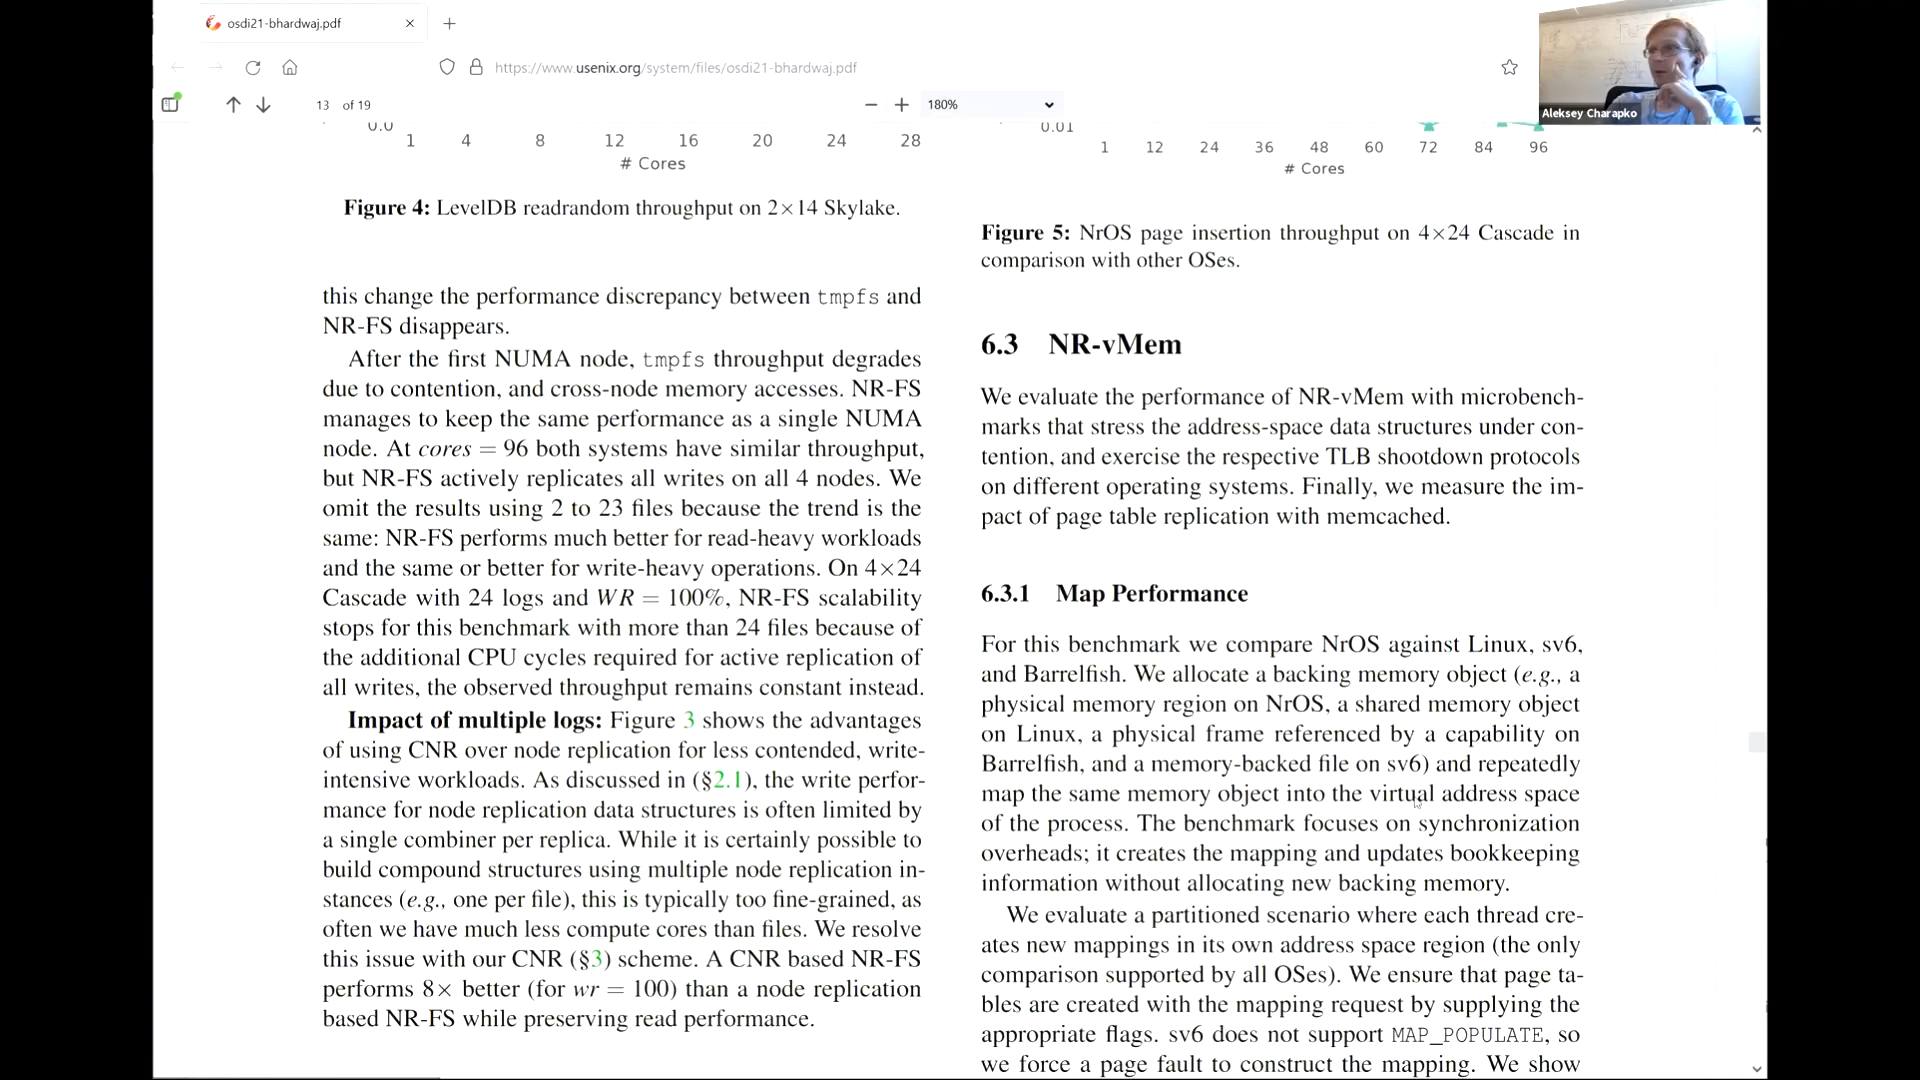 osdi21-bhardwaj.pdf
https://www.usenix.org/system/files/osdi21-bhardwaj.pdf
13 of 19
180%
Aleksey Charapko
0.0
1 4 8 12 16 20 24 28
# Cores
Figure 4: LevelDB readrandom throughput on 2×14 Skylake.
this change the performance discrepancy between tmpfs and
NR-FS disappears.
After the first NUMA node, tmpfs throughput degrades
due to contention, and cross-node memory accesses. NR-FS
manages to keep the same performance as a single NUMA
node. At cores = 96 both systems have similar throughput,
but NR-FS actively replicates all writes on all 4 nodes. We
omit the results using 2 to 23 files because the trend is the
same: NR-FS performs much better for read-heavy workloads
and the same or better for write-heavy operations. On 4×24
Cascade with 24 logs and WR = 100%, NR-FS scalability
stops for this benchmark with more than 24 files because of
the additional CPU cycles required for active replication of
all writes, the observed throughput remains constant instead.
Impact of multiple logs: Figure 3 shows the advantages
of using CNR over node replication for less contended, write-
intensive workloads. As discussed in (§2.1), the write perfor-
mance for node replication data structures is often limited by
a single combiner per replica. While it is certainly possible to
build compound structures using multiple node replication in-
stances (e.g., one per file), this is typically too fine-grained, as
often we have much less compute cores than files. We resolve
this issue with our CNR (§3) scheme. A CNR based NR-FS
performs 8× better (for wr = 100) than a node replication
based NR-FS while preserving read performance.
0.01
1 12 24 36 48 60 72 84 96
# Cores
Figure 5: NrOS page insertion throughput on 4×24 Cascade in
comparison with other OSes.
6.3 NR-vMem
We evaluate the performance of NR-vMem with microbench-
marks that stress the address-space data structures under con-
tention, and exercise the respective TLB shootdown protocols
on different operating systems. Finally, we measure the im-
pact of page table replication with memcached.
6.3.1 Map Performance
For this benchmark we compare NrOS against Linux, sv6,
and Barrelfish. We allocate a backing memory object (e.g., a
physical memory region on NrOS, a shared memory object
on Linux, a physical frame referenced by a capability on
Barrelfish, and a memory-backed file on sv6) and repeatedly
map the same memory object into the virtual address space
of the process. The benchmark focuses on synchronization
overheads; it creates the mapping and updates bookkeeping
information without allocating new backing memory.
We evaluate a partitioned scenario where each thread cre-
ates new mappings in its own address space region (the only
comparison supported by all OSes). We ensure that page ta-
bles are created with the mapping request by supplying the
appropriate flags. sv6 does not support MAP_POPULATE, so
we force a page fault to construct the mapping. We show